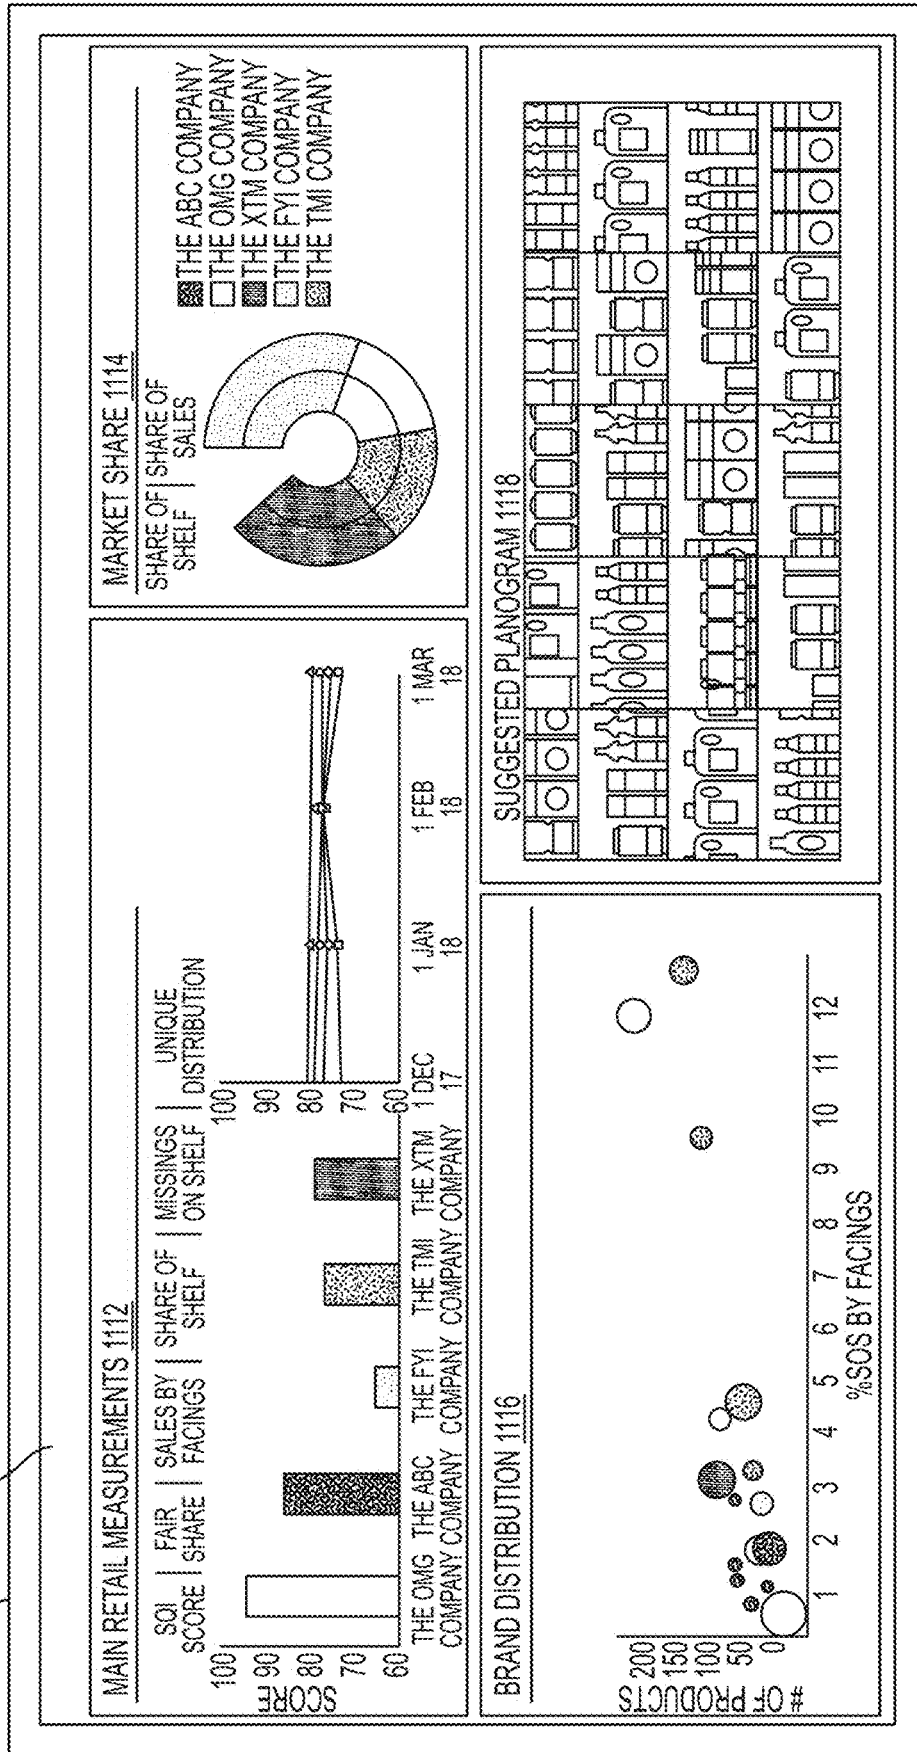 MAIN RETAIL MEASUREMENTS 1112
SQI SCORE | FAIR SHARE | SALES BY FACINGS | SHARE OF SHELF | MISSINGS ON SHELF | UNIQUE DISTRIBUTION
SCORE
100
90
80
70
60
THE OMG COMPANY
THE ABC COMPANY
THE FYI COMPANY
THE TMI COMPANY
THE XTM COMPANY
100
90
80
70
60
1 DEC 17
1 JAN 18
1 FEB 18
1 MAR 18
MARKET SHARE 1114
SHARE OF SHELF | SHARE OF SALES
THE ABC COMPANY
THE OMG COMPANY
THE XTM COMPANY
THE FYI COMPANY
THE TMI COMPANY
BRAND DISTRIBUTION 1116
# OF PRODUCTS
200
150
100
50
0
1 2 3 4 5 6 7 8 9 10 11 12
%SOS BY FACINGS
SUGGESTED PLANOGRAM 1118